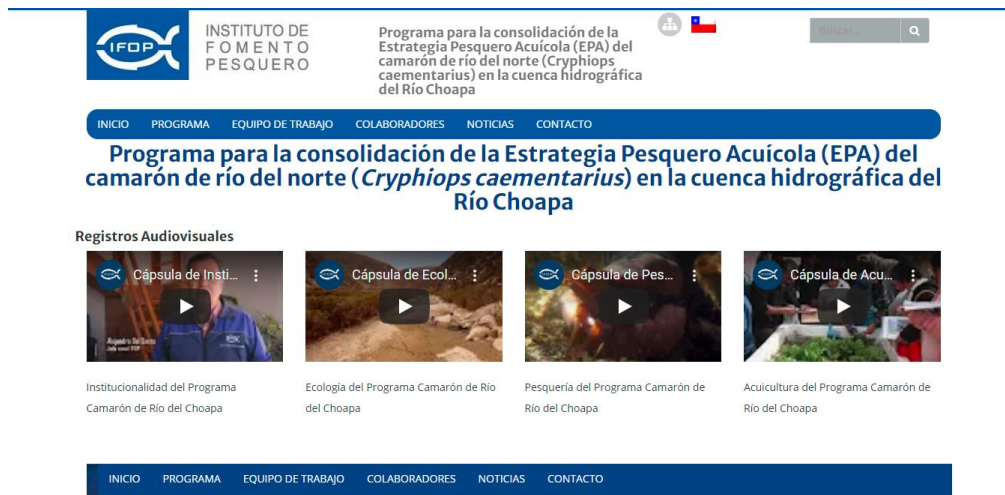 IFOP
INSTITUTO DE
FOMENTO
PESQUERO
Programa para la consolidación de la
Estrategia Pesquero Acuícola (EPA) del
camarón de río del norte (Cryphiops
caementarius) en la cuenca hidrográfica
del Río Choapa
Buscar...
INICIO PROGRAMA EQUIPO DE TRABAJO COLABORADORES NOTICIAS CONTACTO
Programa para la consolidación de la Estrategia Pesquero Acuícola (EPA) del
camarón de río del norte (Cryphiops caementarius) en la cuenca hidrográfica del
Río Choapa
Registros Audiovisuales
Cápsula de Insti...
Cápsula de Ecol...
Cápsula de Pes...
Cápsula de Acu...
Institucionalidad del Programa
Camarón de Río del Choapa
Ecología del Programa Camarón de Río
del Choapa
Pesquería del Programa Camarón de
Río del Choapa
Acuicultura del Programa Camarón de
Río del Choapa
INICIO PROGRAMA EQUIPO DE TRABAJO COLABORADORES NOTICIAS CONTACTO